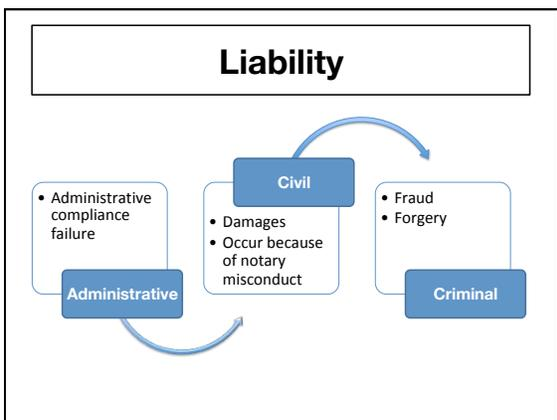 Liability
• Administrative
compliance
failure
Administrative
Civil
• Damages
• Occur because
of notary
misconduct
• Fraud
• Forgery
Criminal